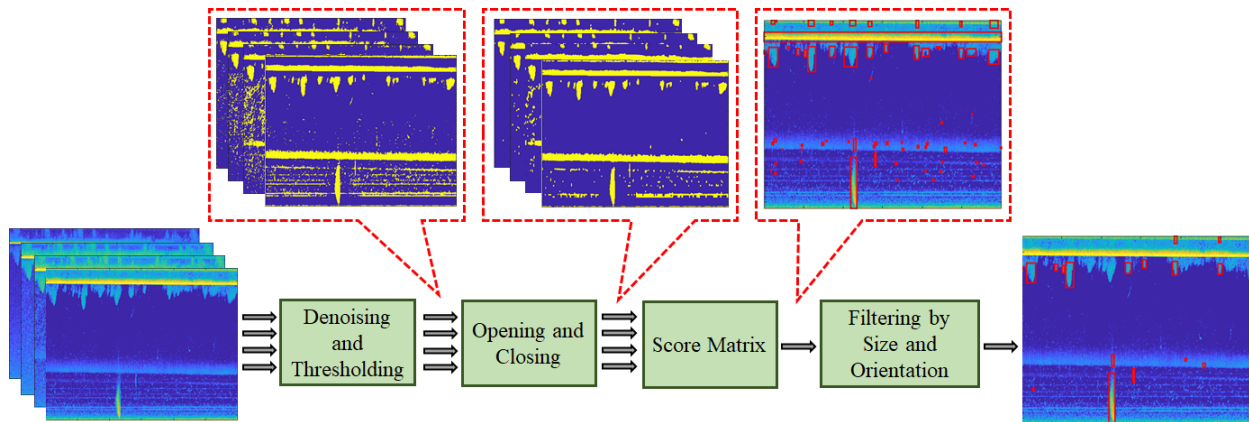 Denoising
and
Thresholding
Opening and
Closing
Score Matrix
Filtering by
Size and
Orientation